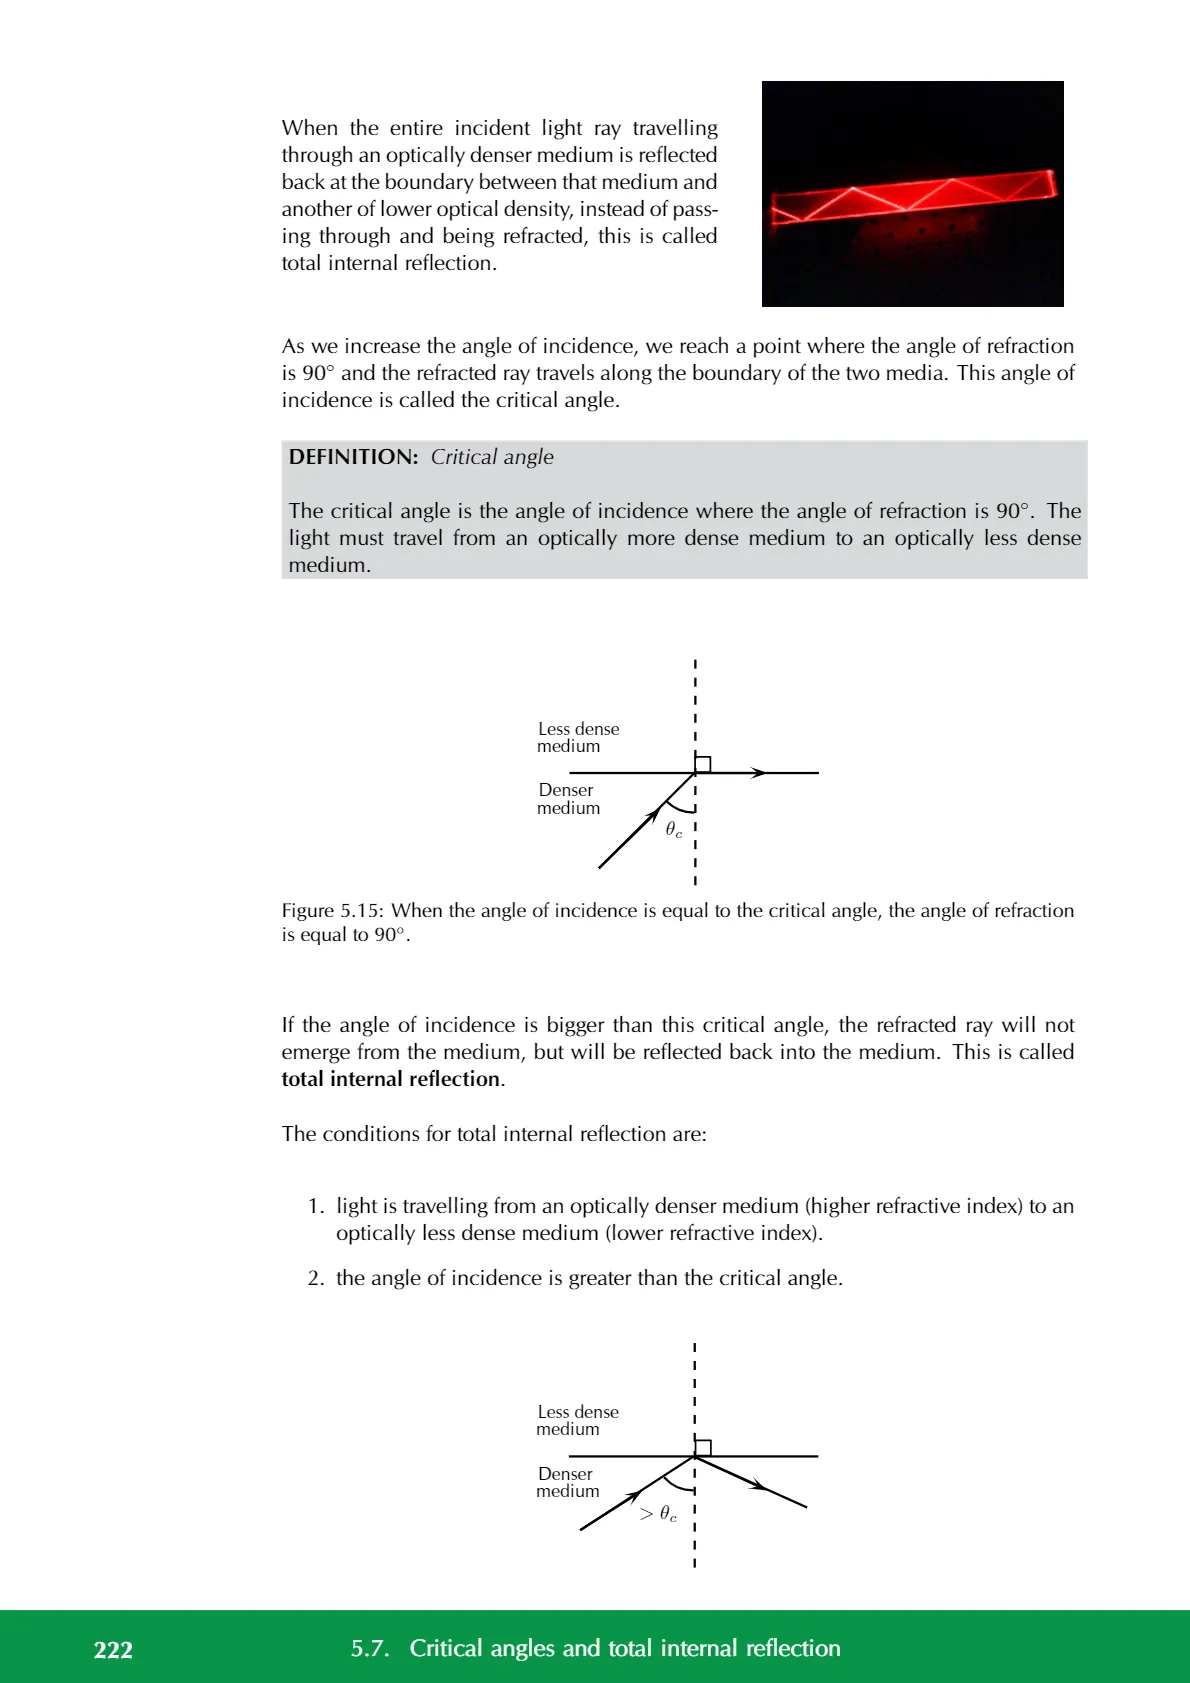 When the entire incident light ray travelling
through an optically denser medium is reflected
back at the boundary between that medium and
another of lower optical density, instead of pass-
ing through and being refracted, this is called
total internal reflection.
As we increase the angle of incidence, we reach a point where the angle of refraction
is 90° and the refracted ray travels along the boundary of the two media. This angle of
incidence is called the critical angle.
DEFINITION: Critical angle
The critical angle is the angle of incidence where the angle of refraction is 90°. The
light must travel from an optically more dense medium to an optically less dense
medium.
Less dense
medium
Denser
medium
θc
Figure 5.15: When the angle of incidence is equal to the critical angle, the angle of refraction
is equal to 90°.
If the angle of incidence is bigger than this critical angle, the refracted ray will not
emerge from the medium, but will be reflected back into the medium. This is called
total internal reflection.
The conditions for total internal reflection are:
1. light is travelling from an optically denser medium (higher refractive index) to an
optically less dense medium (lower refractive index).
2. the angle of incidence is greater than the critical angle.
Less dense
medium
Denser
medium
> θc
222 5.7. Critical angles and total internal reflection